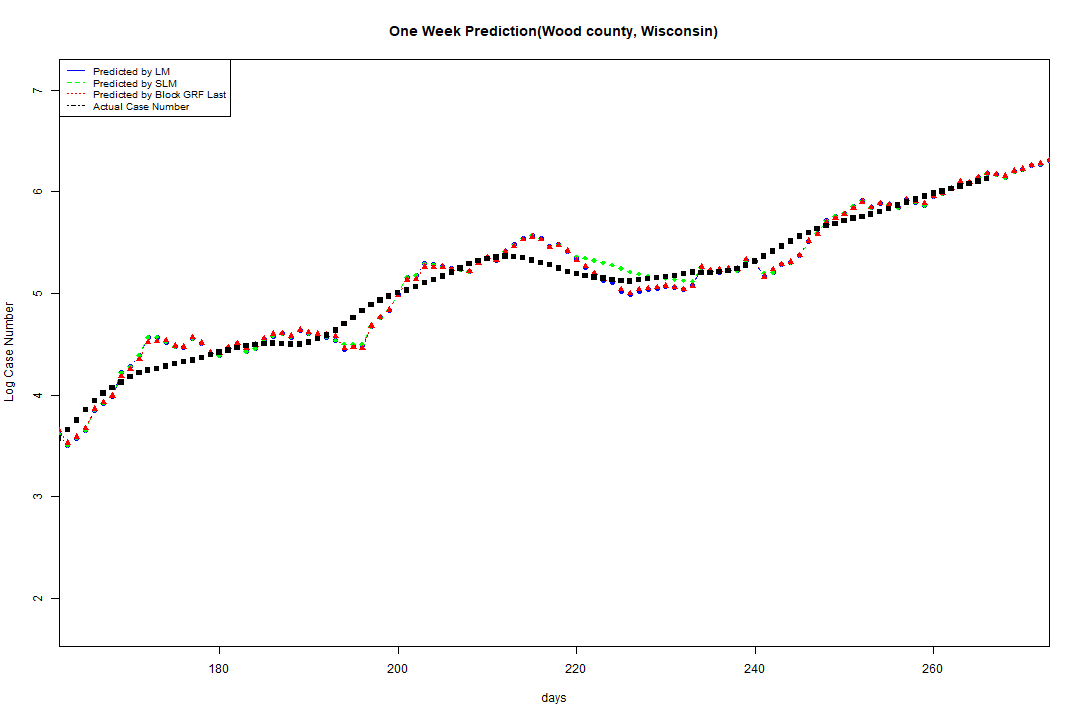 One Week Prediction(Wood county, Wisconsin)
Predicted by LM
Predicted by SLM
Predicted by Block GRF Last
Actual Case Number
7
6
5
4
3
2
Log Case Number
180 200 220 240 260
days